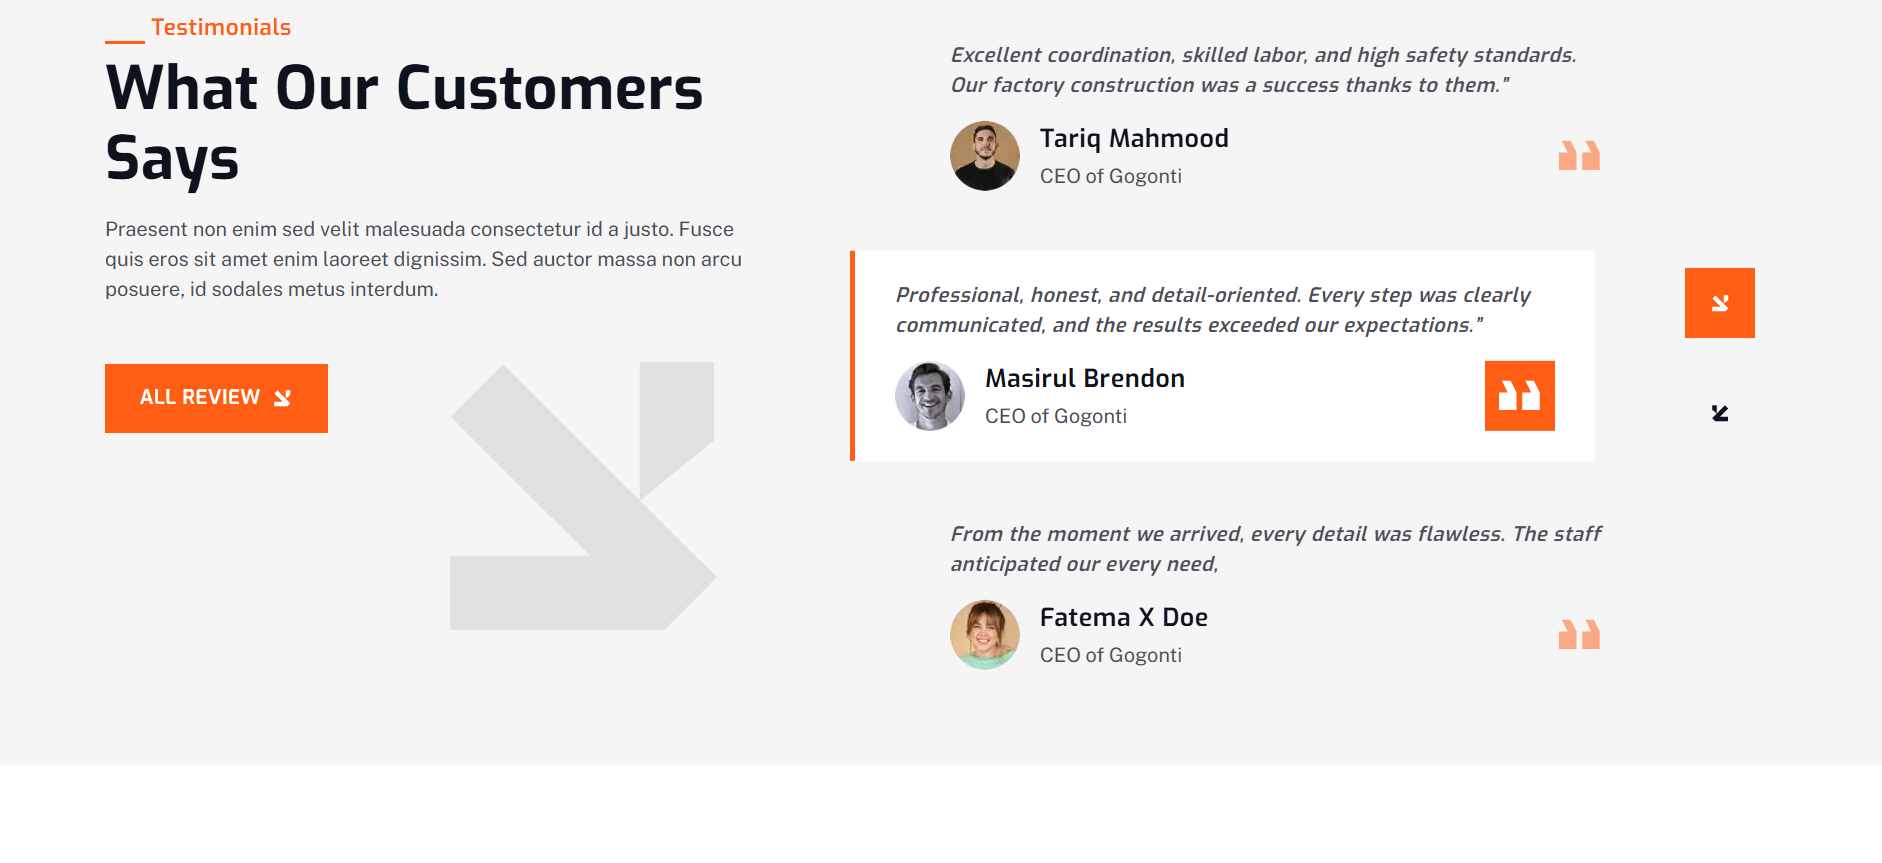 Testimonials
What Our Customers
Says
Praesent non enim sed velit malesuada consectetur id a justo. Fusce
quis eros sit amet enim laoreet dignissim. Sed auctor massa non arcu
posuere, id sodales metus interdum.
ALL REVIEW
Excellent coordination, skilled labor, and high safety standards.
Our factory construction was a success thanks to them.”
Tariq Mahmood
CEO of Gogonti
Professional, honest, and detail-oriented. Every step was clearly
communicated, and the results exceeded our expectations.”
Masirul Brendon
CEO of Gogonti
From the moment we arrived, every detail was flawless. The staff
anticipated our every need,
Fatema X Doe
CEO of Gogonti